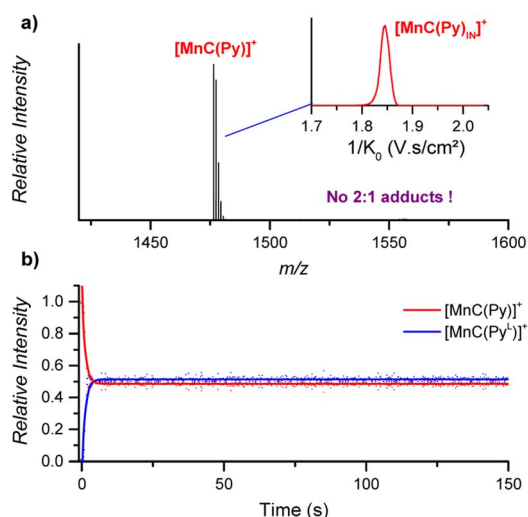 a)
[MnC(Py)]⁺
[MnC(Py)IN]⁺
1.7 1.8 1.9 2.0
1/K₀ (V.s/cm²)
No 2:1 adducts !
Relative Intensity
1450 1500 1550 1600
m/z
b)
[MnC(Py)]⁺
[MnC(Pyᴸ)]⁺
1.0
0.8
0.6
0.4
0.2
0.0
Relative Intensity
0 50 100 150
Time (s)